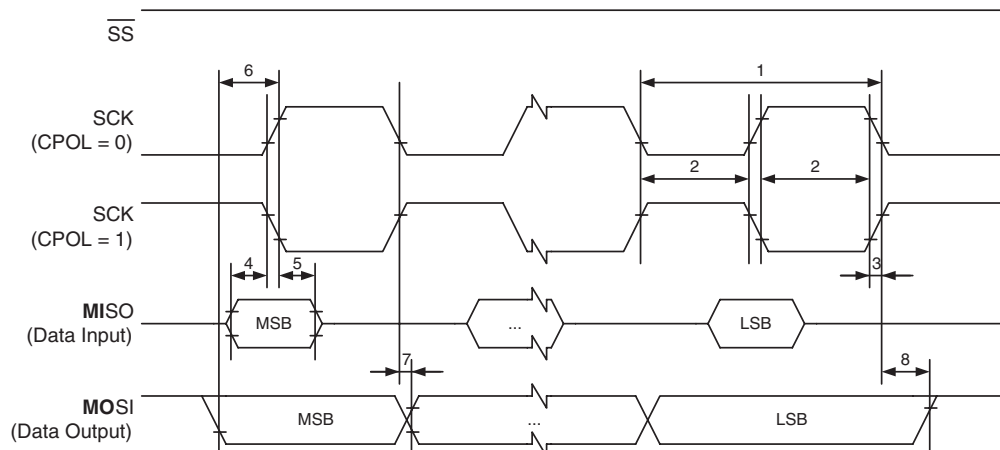 SS
6
1
SCK
(CPOL = 0)
2
2
SCK
(CPOL = 1)
4
5
3
MISO
(Data Input)
MSB
...
LSB
7
8
MOSI
(Data Output)
MSB
...
LSB